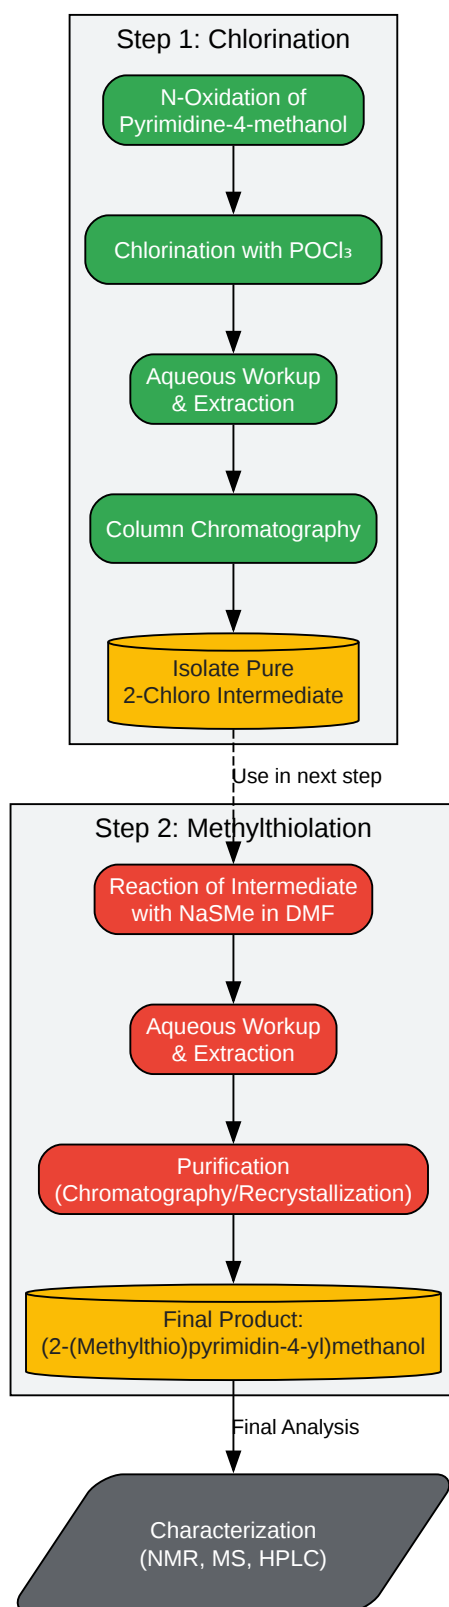 Step 1: Chlorination
N-Oxidation of
Pyrimidine-4-methanol
Chlorination with POCl₃
Aqueous Workup
& Extraction
Column Chromatography
Isolate Pure
2-Chloro Intermediate
Use in next step
Step 2: Methylthiolation
Reaction of Intermediate
with NaSMe in DMF
Aqueous Workup
& Extraction
Purification
(Chromatography/Recrystallization)
Final Product:
(2-(Methylthio)pyrimidin-4-yl)methanol
Final Analysis
Characterization
(NMR, MS, HPLC)